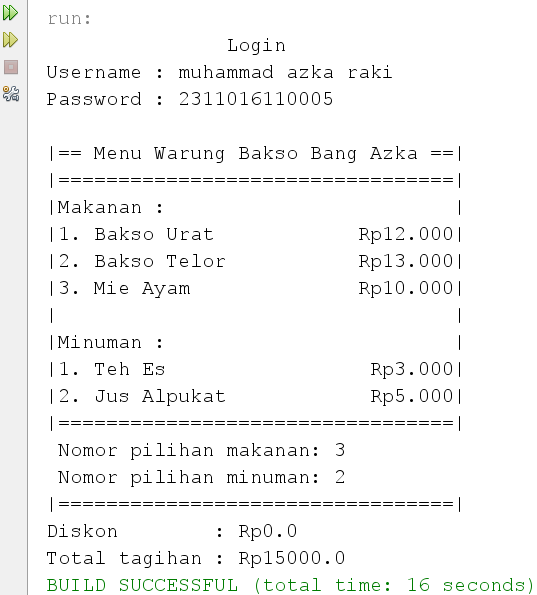 run:
               Login
Username : muhammad azka raki
Password : 2311016110005

|== Menu Warung Bakso Bang Azka ==|
|=================================|
|Makanan :                        |
|1. Bakso Urat            Rp12.000|
|2. Bakso Telor           Rp13.000|
|3. Mie Ayam              Rp10.000|
|                                 |
|Minuman :                        |
|1. Teh Es                 Rp3.000|
|2. Jus Alpukat            Rp5.000|
|=================================|
 Nomor pilihan makanan: 3
 Nomor pilihan minuman: 2
|=================================|
Diskon        : Rp0.0
Total tagihan : Rp15000.0
BUILD SUCCESSFUL (total time: 16 seconds)